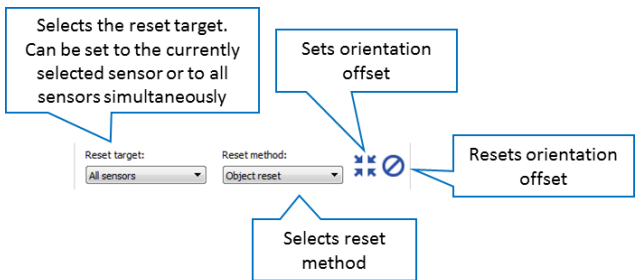 Selects the reset target.
Can be set to the currently
selected sensor or to all
sensors simultaneously
Sets orientation
offset
Reset target:
All sensors
Reset method:
Object reset
Resets orientation
offset
Selects reset
method